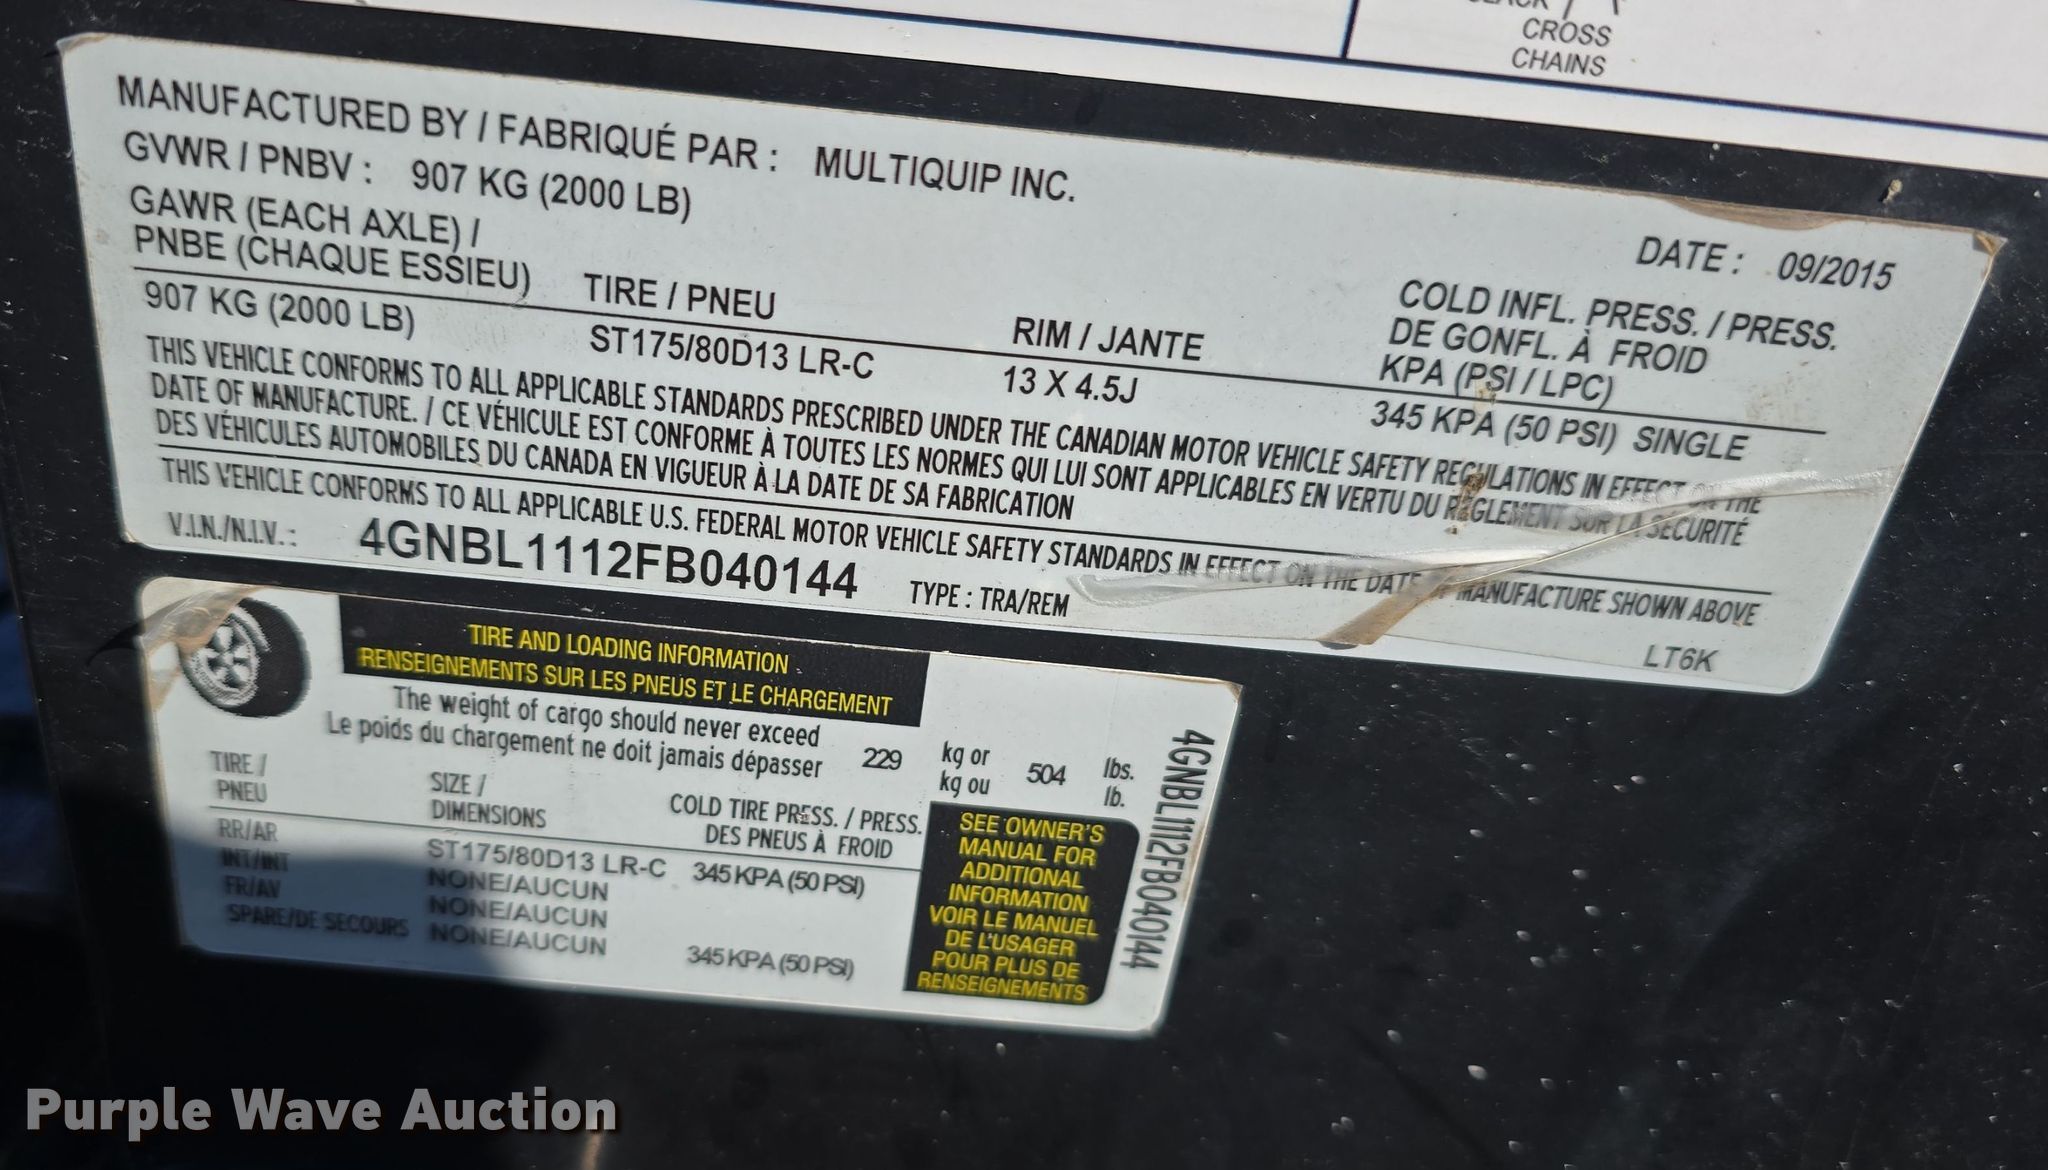 CROSS
CHAINS
MANUFACTURED BY / FABRIQUÉ PAR : MULTIQUIP INC.
GVWR / PNBV : 907 KG (2000 LB)
DATE : 09/2015
GAWR (EACH AXLE) /
PNBE (CHAQUE ESSIEU)
TIRE / PNEU
RIM / JANTE
COLD INFL. PRESS. / PRESS.
DE GONFL. À FROID
KPA (PSI / LPC)
907 KG (2000 LB)
ST175/80D13 LR-C
13 X 4.5J
345 KPA (50 PSI) SINGLE
THIS VEHICLE CONFORMS TO ALL APPLICABLE STANDARDS PRESCRIBED UNDER THE CANADIAN MOTOR VEHICLE SAFETY REGULATIONS IN EFFECT ON THE
DATE OF MANUFACTURE. / CE VÉHICULE EST CONFORME À TOUTES LES NORMES QUI LUI SONT APPLICABLES EN VERTU DU RÈGLEMENT SUR LA SÉCURITÉ
DES VÉHICULES AUTOMOBILES DU CANADA EN VIGUEUR À LA DATE DE SA FABRICATION
THIS VEHICLE CONFORMS TO ALL APPLICABLE U.S. FEDERAL MOTOR VEHICLE SAFETY STANDARDS IN EFFECT ON THE DATE OF MANUFACTURE SHOWN ABOVE
V.I.N./N.I.V. : 4GNBL1112FB040144 TYPE : TRA/REM
LT6K
TIRE AND LOADING INFORMATION
RENSEIGNEMENTS SUR LES PNEUS ET LE CHARGEMENT
The weight of cargo should never exceed
Le poids du chargement ne doit jamais dépasser
229
kg or
kg ou
504
lbs.
lb.
TIRE /
PNEU
SIZE /
DIMENSIONS
COLD TIRE PRESS. / PRESS.
DES PNEUS À FROID
RR/AR ST175/80D13 LR-C 345 KPA (50 PSI)
INT/INT NONE/AUCUN
FR/AV NONE/AUCUN
SPARE/DE SECOURS NONE/AUCUN 345 KPA (50 PSI)
SEE OWNER'S
MANUAL FOR
ADDITIONAL
INFORMATION
VOIR LE MANUEL
DE L'USAGER
POUR PLUS DE
RENSEIGNEMENTS
4GNBL1112FB040144
Purple Wave Auction